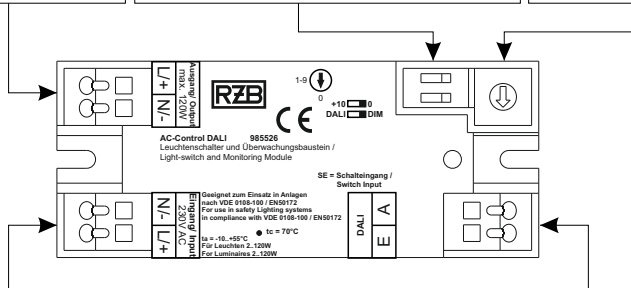 L/+
N/-
Ausgang/ Output
max. 120W
RZB
1-9
0
+10 0
DALI DIM
CE
AC-Control DALI 985526
Leuchtenschalter und Überwachungsbaustein /
Light-switch and Monitoring Module
SE = Schalteingang /
Switch Input
N/-
L/+
Eingang/ Input
230V AC
Geeignet zum Einsatz in Anlagen
nach VDE 0108-100 / EN50172
For use in safety Lighting systems
in compliance with VDE 0108-100 / EN50172
tc = 70°C
ta = -10..+55°C
Für Leuchten 2..120W
For Luminaires 2..120W
DALI
A
E